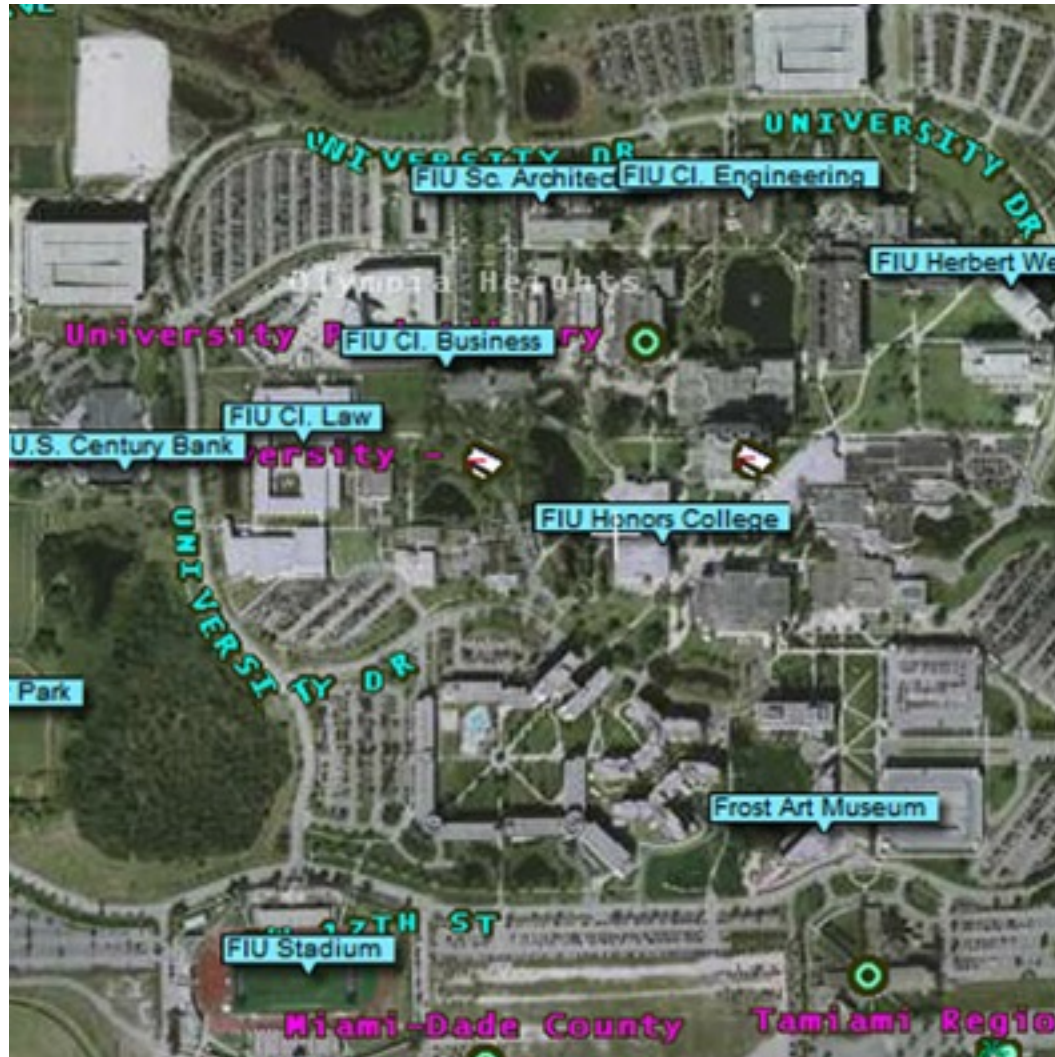 UNIVERSITY DR
UNIVERSITY DR
FIU Sc. Architec
FIU Cl. Engineering
FIU Herbert We
Olympia Heights
University
ry
FIU Cl. Business
FIU Cl. Law
U.S. Century Bank
ersity -
FIU Honors College
UNIVERSITY DR
Park
Frost Art Museum
17TH ST
FIU Stadium
Miami-Dade County
Tamiami Regio